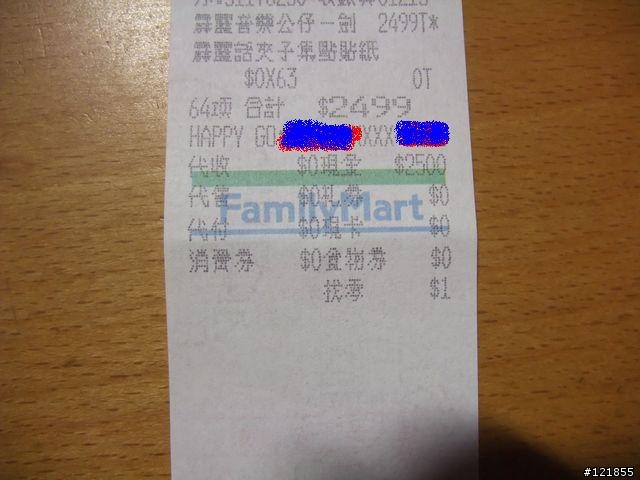 霹靂音樂公仔一劍 2499T*
霹靂話夾子集點貼紙
$0X63 0T
64項 合計 $2499
HAPPY GO XXXX
代收 $0現金 $2500
代售 $0禮券 $0
FamilyMart
代付 $0現卡 $0
消費券 $0食物券 $0
找零 $1
#121855